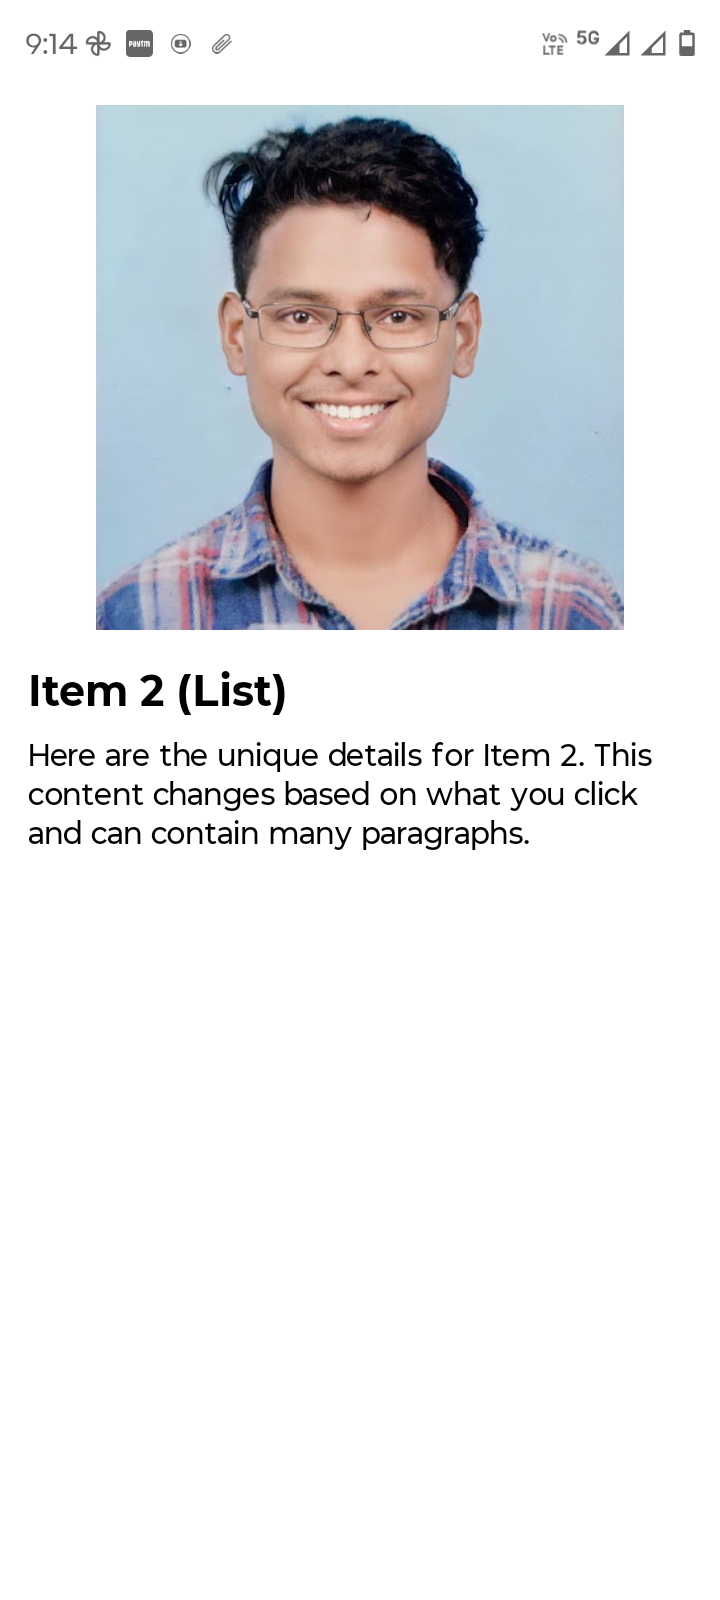 9:14 Paytm Vo LTE 5G
Item 2 (List)
Here are the unique details for Item 2. This
content changes based on what you click
and can contain many paragraphs.